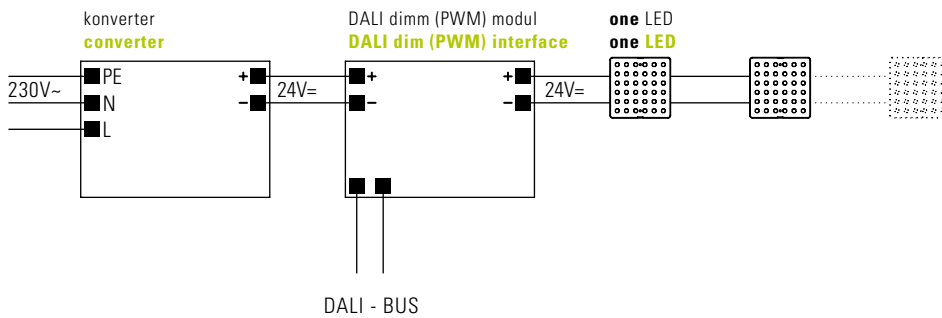 konverter
converter
DALI dimm (PWM) modul
DALI dim (PWM) interface
one LED
one LED
230V~
PE
N
L
+
−
24V=
+
−
+
−
24V=
DALI - BUS